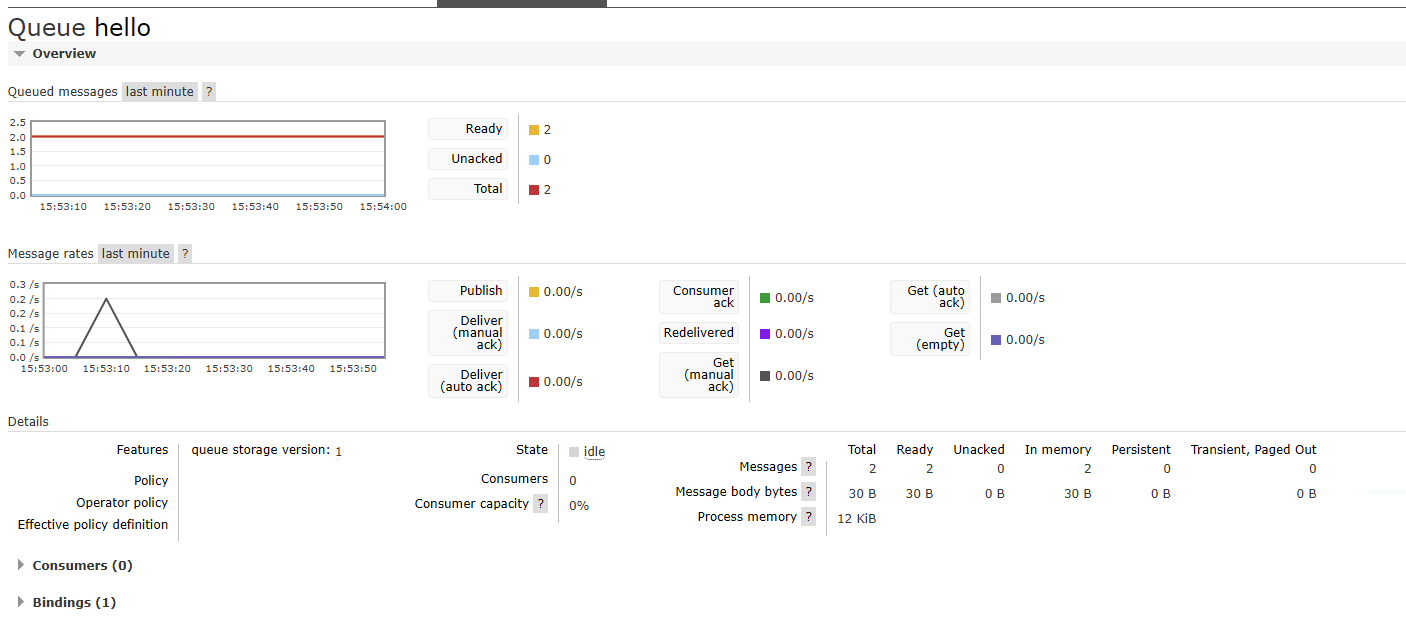 Queue hello
Overview
Queued messages last minute ?
2.5
2.0
1.5
1.0
0.5
0.0
15:53:10 15:53:20 15:53:30 15:53:40 15:53:50 15:54:00
Ready 2
Unacked 0
Total 2
Message rates last minute ?
0.3 /s
0.2 /s
0.2 /s
0.1 /s
0.1 /s
0.0 /s
15:53:00 15:53:10 15:53:20 15:53:30 15:53:40 15:53:50
Publish 0.00/s
Deliver
(manual
ack)
0.00/s
Deliver
(auto ack)
0.00/s
Consumer
ack
0.00/s
Redelivered 0.00/s
Get
(manual
ack)
0.00/s
Get (auto
ack)
0.00/s
Get
(empty)
0.00/s
Details
Features queue storage version: 1
Policy
Operator policy
Effective policy definition
State idle
Consumers 0
Consumer capacity ? 0%
Total Ready Unacked In memory Persistent Transient, Paged Out
Messages ? 2 2 0 2 0 0
Message body bytes ? 30 B 30 B 0 B 30 B 0 B 0 B
Process memory ? 12 KiB
Consumers (0)
Bindings (1)